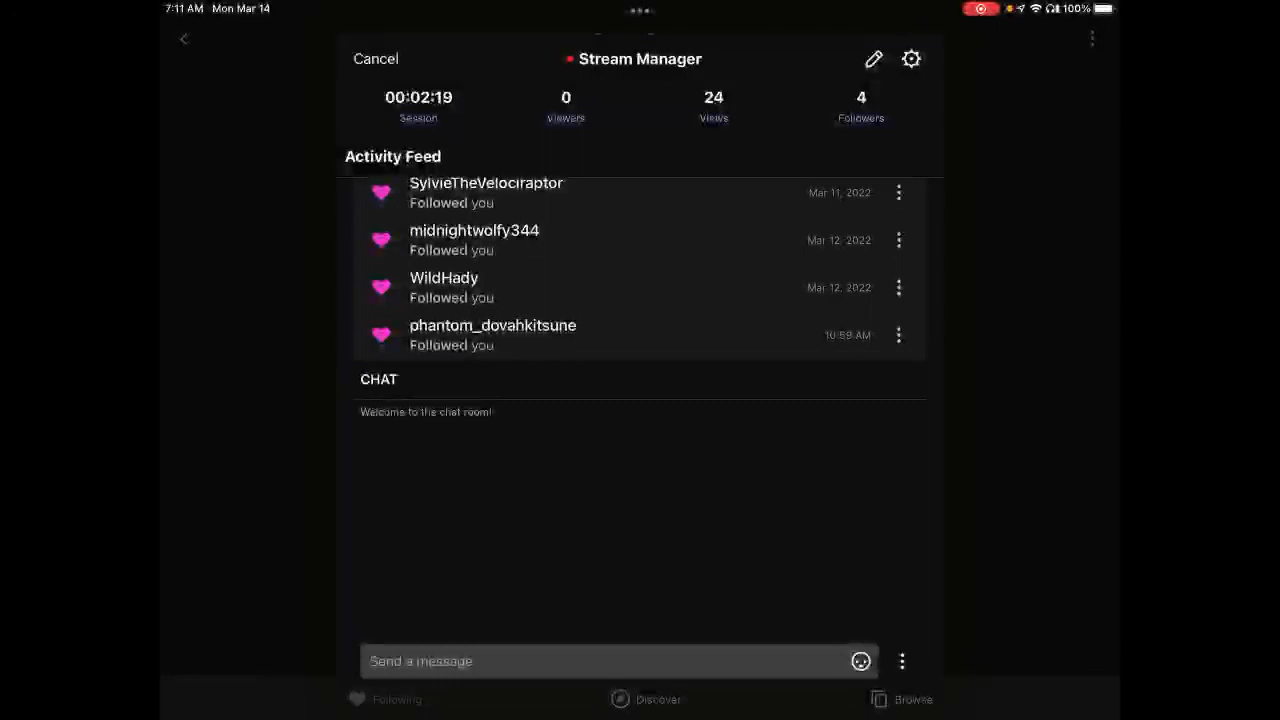 7:11 AM Mon Mar 14
100%
Cancel
Stream Manager
00:02:19
0
24
4
Session
Viewers
Views
Followers
Activity Feed
SylvieTheVelociraptor
Followed you
Mar 11, 2022
midnightwolfy344
Followed you
Mar 12, 2022
WildHady
Followed you
Mar 12, 2022
phantom_dovahkitsune
Followed you
10:59 AM
CHAT
Welcome to the chat room!
Send a message
Following
Discover
Browse